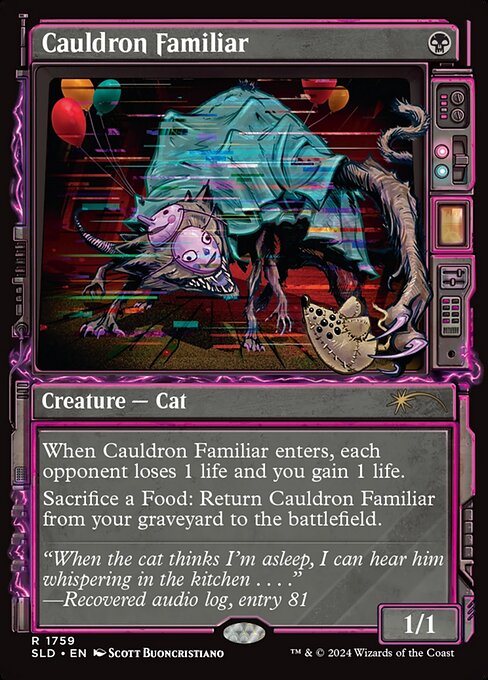 Cauldron Familiar
Creature — Cat
When Cauldron Familiar enters, each
opponent loses 1 life and you gain 1 life.
Sacrifice a Food: Return Cauldron Familiar
from your graveyard to the battlefield.
“When the cat thinks I’m asleep, I can hear him
whispering in the kitchen . . . .”
—Recovered audio log, entry 81
1/1
R 1759
SLD • EN Scott Buoncristiano
™ & © 2024 Wizards of the Coast